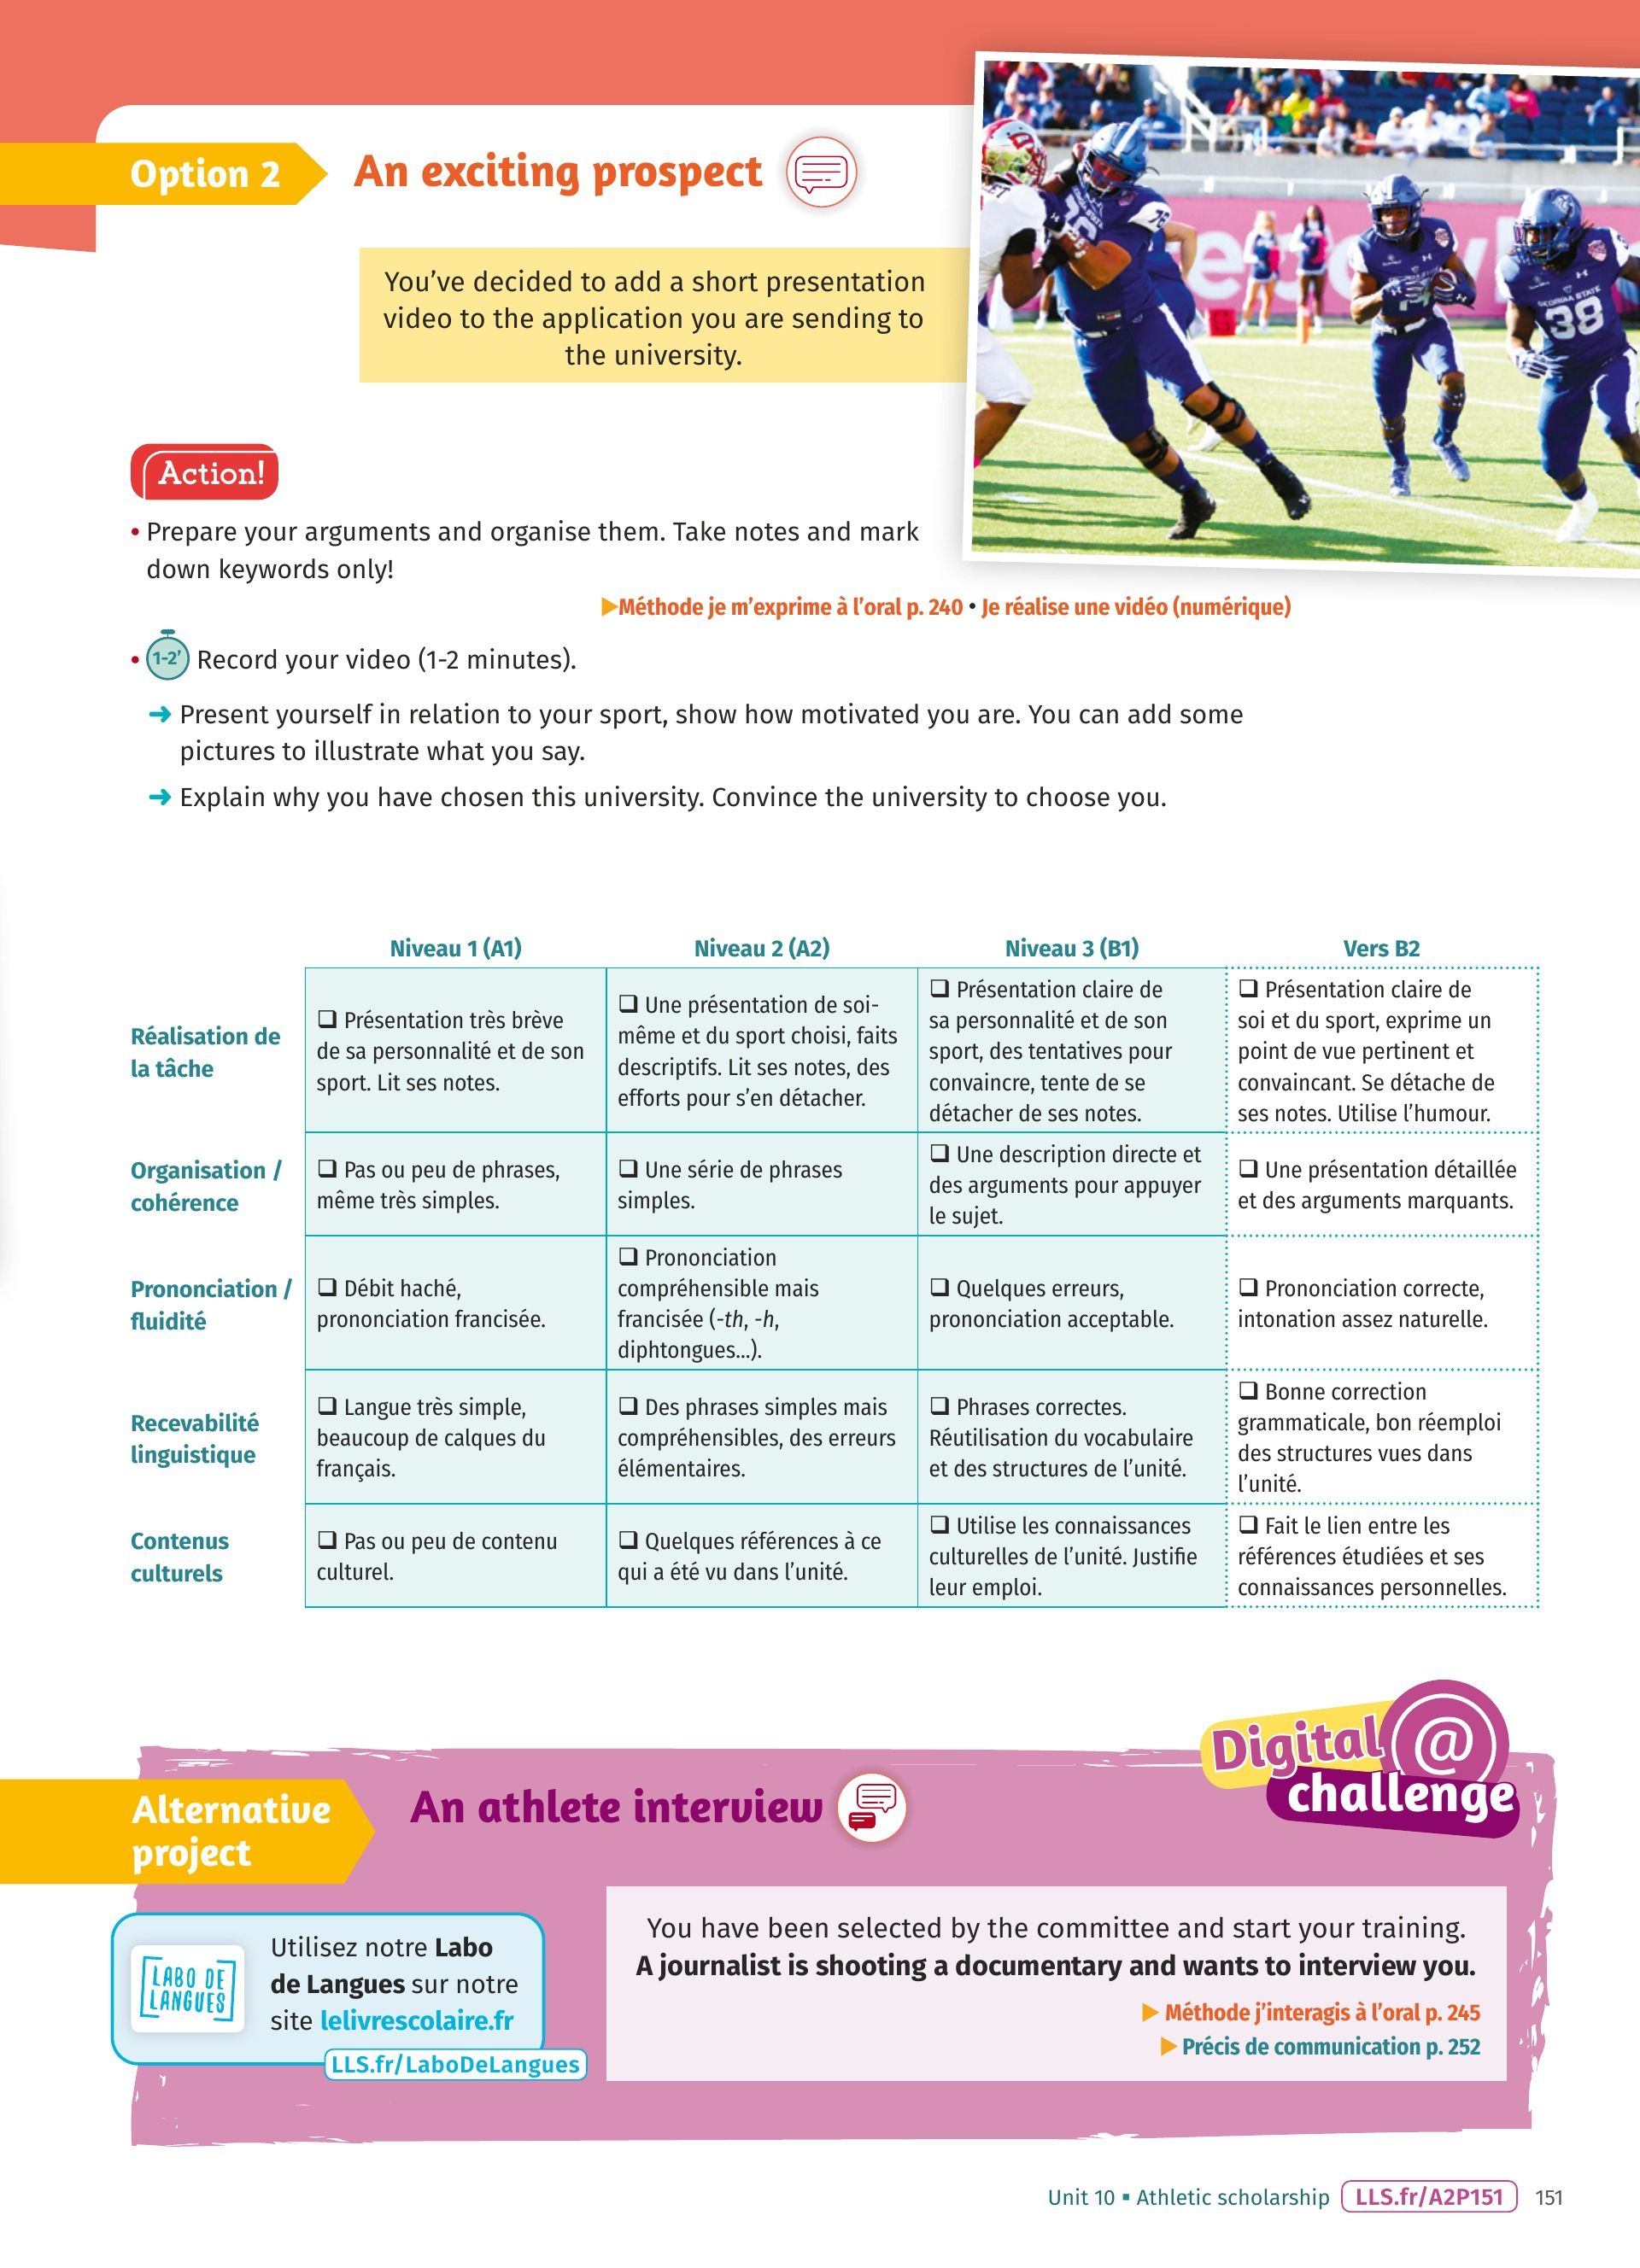 Option 2
An exciting prospect
You’ve decided to add a short presentation
video to the application you are sending to
the university.
Action!
• Prepare your arguments and organise them. Take notes and mark
down keywords only!
▶Méthode je m’exprime à l’oral p. 240 • Je réalise une vidéo (numérique)
• 1-2’ Record your video (1-2 minutes).
➜ Present yourself in relation to your sport, show how motivated you are. You can add some
pictures to illustrate what you say.
➜ Explain why you have chosen this university. Convince the university to choose you.
Niveau 1 (A1)
Niveau 2 (A2)
Niveau 3 (B1)
Vers B2
Réalisation de
la tâche
❑ Présentation très brève
de sa personnalité et de son
sport. Lit ses notes.
❑ Une présentation de soi-
même et du sport choisi, faits
descriptifs. Lit ses notes, des
efforts pour s’en détacher.
❑ Présentation claire de
sa personnalité et de son
sport, des tentatives pour
convaincre, tente de se
détacher de ses notes.
❑ Présentation claire de
soi et du sport, exprime un
point de vue pertinent et
convaincant. Se détache de
ses notes. Utilise l’humour.
Organisation /
cohérence
❑ Pas ou peu de phrases,
même très simples.
❑ Une série de phrases
simples.
❑ Une description directe et
des arguments pour appuyer
le sujet.
❑ Une présentation détaillée
et des arguments marquants.
Prononciation /
fluidité
❑ Débit haché,
prononciation francisée.
❑ Prononciation
compréhensible mais
francisée (-th, -h,
diphtongues…).
❑ Quelques erreurs,
prononciation acceptable.
❑ Prononciation correcte,
intonation assez naturelle.
Recevabilité
linguistique
❑ Langue très simple,
beaucoup de calques du
français.
❑ Des phrases simples mais
compréhensibles, des erreurs
élémentaires.
❑ Phrases correctes.
Réutilisation du vocabulaire
et des structures de l’unité.
❑ Bonne correction
grammaticale, bon réemploi
des structures vues dans
l’unité.
Contenus
culturels
❑ Pas ou peu de contenu
culturel.
❑ Quelques références à ce
qui a été vu dans l’unité.
❑ Utilise les connaissances
culturelles de l’unité. Justifie
leur emploi.
❑ Fait le lien entre les
références étudiées et ses
connaissances personnelles.
Digital @
challenge
Alternative
project
An athlete interview
LABO DE
LANGUES
Utilisez notre Labo
de Langues sur notre
site lelivrescolaire.fr
LLS.fr/LaboDeLangues
You have been selected by the committee and start your training.
A journalist is shooting a documentary and wants to interview you.
▶ Méthode j’interagis à l’oral p. 245
▶ Précis de communication p. 252
Unit 10 ▪ Athletic scholarship LLS.fr/A2P151 151
38